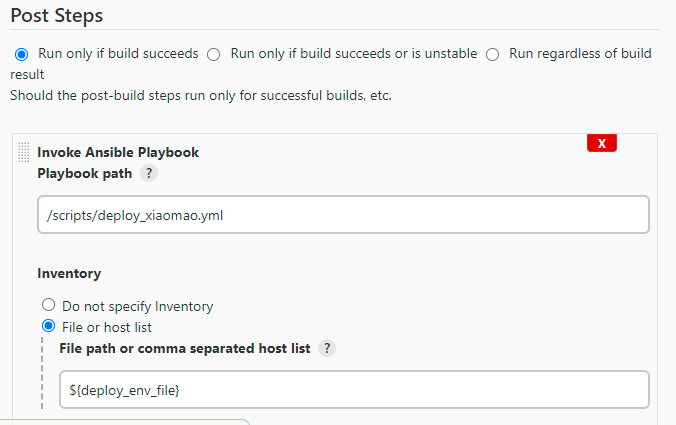 Post Steps
Run only if build succeeds Run only if build succeeds or is unstable Run regardless of build
result
Should the post-build steps run only for successful builds, etc.
X
Invoke Ansible Playbook
Playbook path ?
/scripts/deploy_xiaomao.yml
Inventory
Do not specify Inventory
File or host list
File path or comma separated host list ?
${deploy_env_file}